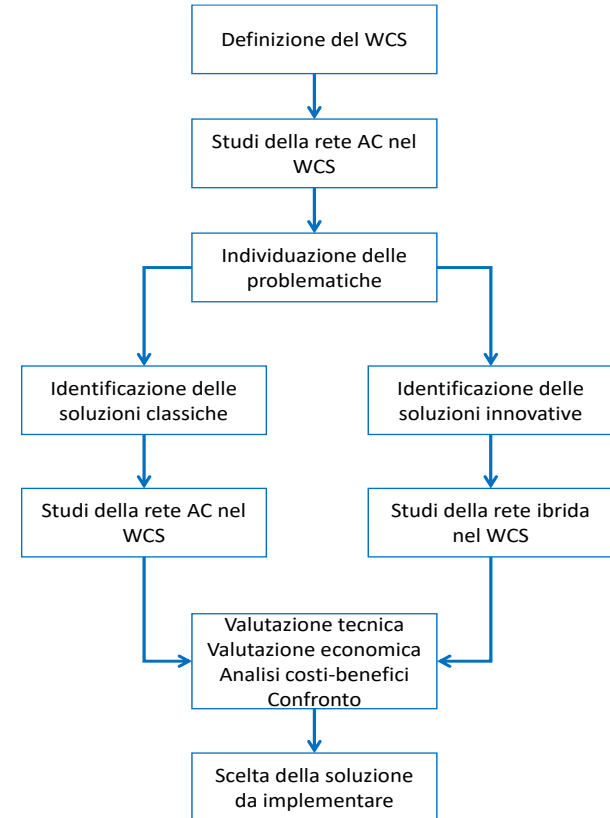 Definizione del WCS
Studi della rete AC nel
WCS
Individuazione delle
problematiche
Identificazione delle
soluzioni classiche
Identificazione delle
soluzioni innovative
Studi della rete AC nel
WCS
Studi della rete ibrida
nel WCS
Valutazione tecnica
Valutazione economica
Analisi costi-benefici
Confronto
Scelta della soluzione
da implementare